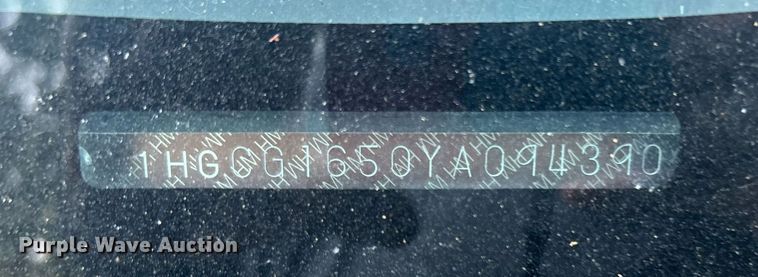 1HGCG1650YA094390
Purple Wave Auction